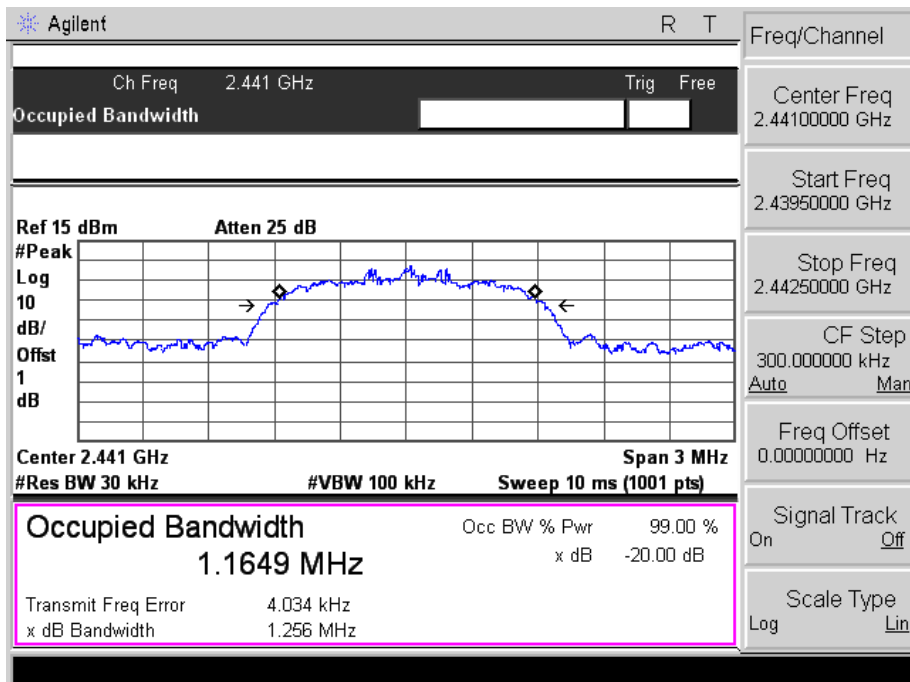 Agilent
R T
Freq/Channel
Ch Freq 2.441 GHz Trig Free
Occupied Bandwidth
Center Freq
2.44100000 GHz
Start Freq
2.43950000 GHz
Stop Freq
2.44250000 GHz
CF Step
300.000000 kHz
Auto Man
Freq Offset
0.00000000 Hz
Signal Track
On Off
Scale Type
Log Lin
Ref 15 dBm Atten 25 dB
#Peak
Log
10
dB/
Offst
1
dB
Center 2.441 GHz Span 3 MHz
#Res BW 30 kHz #VBW 100 kHz Sweep 10 ms (1001 pts)
Occupied Bandwidth
1.1649 MHz
Occ BW % Pwr 99.00 %
x dB -20.00 dB
Transmit Freq Error 4.034 kHz
x dB Bandwidth 1.256 MHz